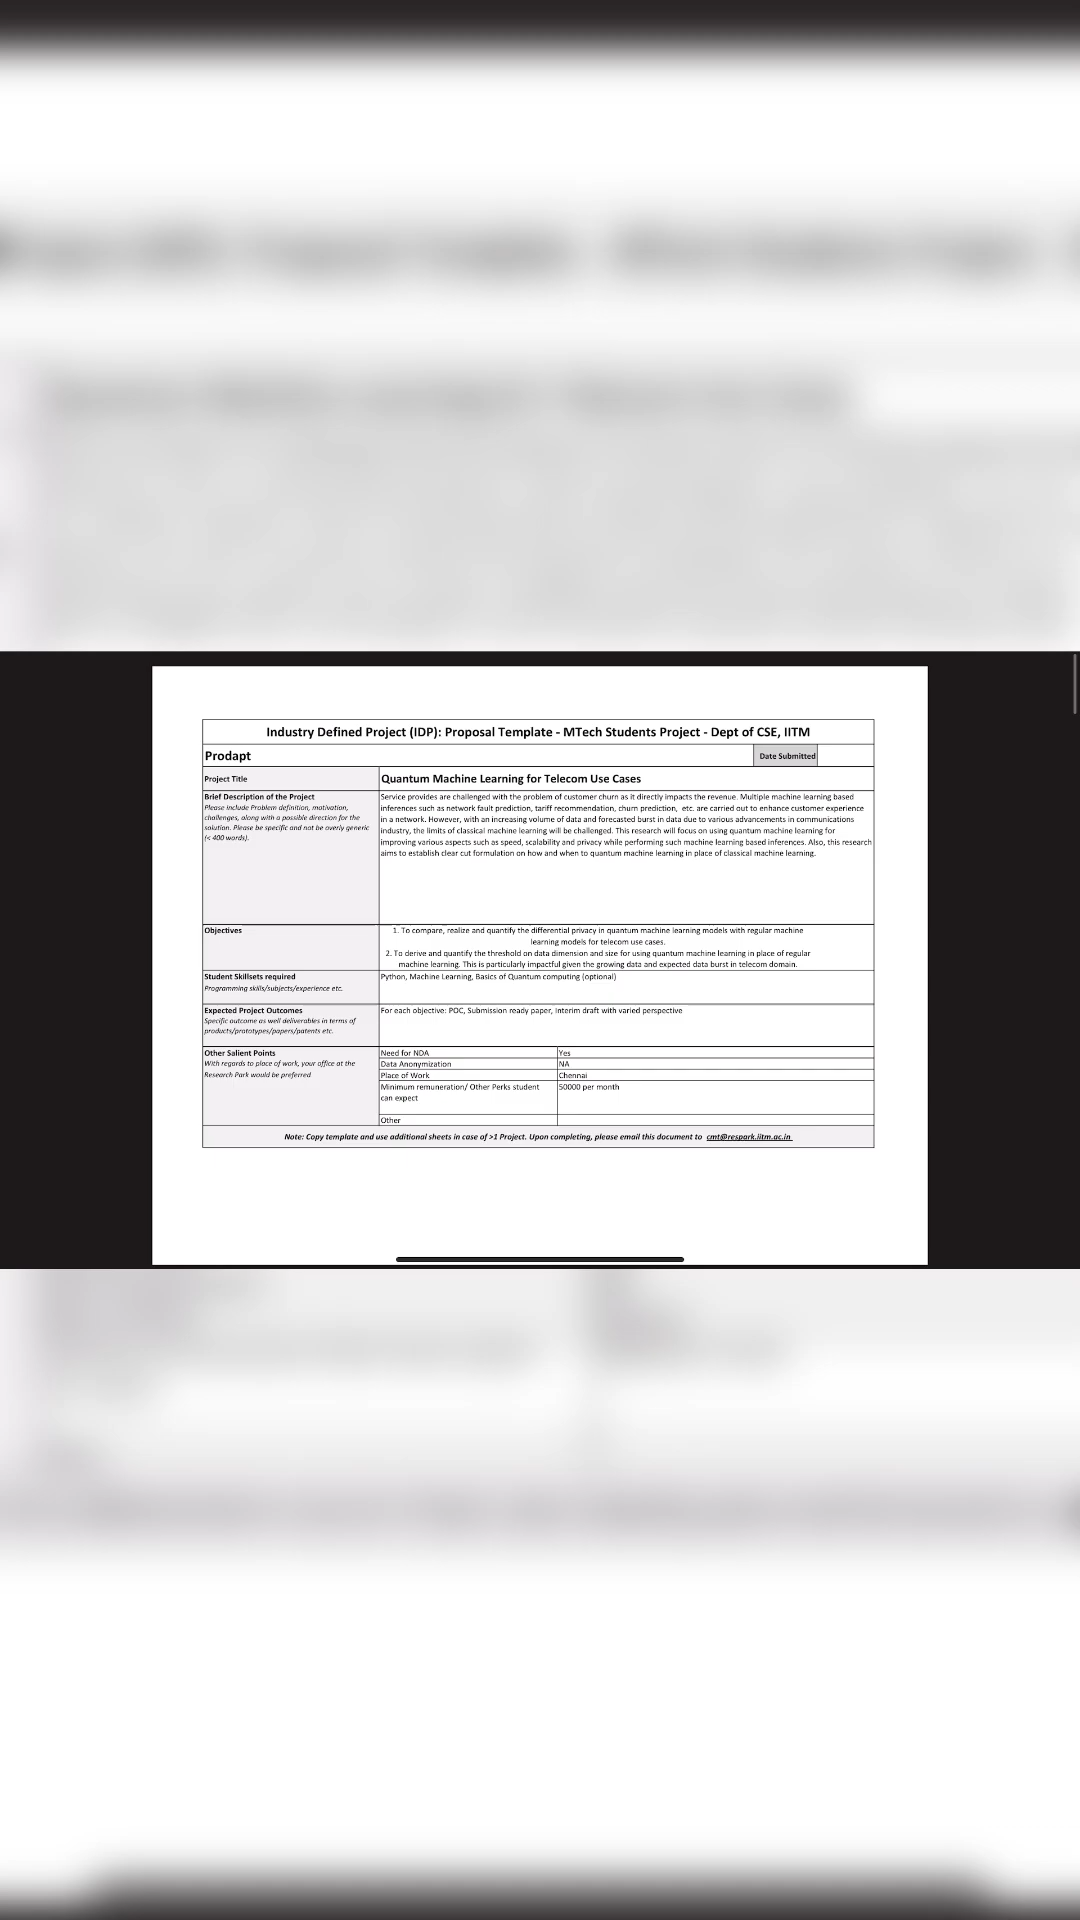 Industry Defined Project (IDP): Proposal Template - MTech Students Project - Dept of CSE, IITM
Prodapt
Date Submitted
Project Title
Quantum Machine Learning for Telecom Use Cases
Brief Description of the Project
Please include Problem definition, motivation,
challenges, along with a possible direction for the
solution. Please be specific and not be overly generic
(< 400 words).
Service provides are challenged with the problem of customer churn as it directly impacts the revenue. Multiple machine learning based
inferences such as network fault prediction, tariff recommendation, churn prediction, etc. are carried out to enhance customer experience
in a network. However, with an increasing volume of data and forecasted burst in data due to various advancements in communications
industry, the limits of classical machine learning will be challenged. This research will focus on using quantum machine learning for
improving various aspects such as speed, scalability and privacy while performing such machine learning based inferences. Also, this research
aims to establish clear cut formulation on how and when to quantum machine learning in place of classical machine learning.
Objectives
1. To compare, realize and quantify the differential privacy in quantum machine learning models with regular machine
learning models for telecom use cases.
2. To derive and quantify the threshold on data dimension and size for using quantum machine learning in place of regular
machine learning. This is particularly impactful given the growing data and expected data burst in telecom domain.
Student Skillsets required
Programming skills/subjects/experience etc.
Python, Machine Learning, Basics of Quantum computing (optional)
Expected Project Outcomes
Specific outcome as well deliverables in terms of
products/prototypes/papers/patents etc.
For each objective: POC, Submission ready paper, Interim draft with varied perspective
Other Salient Points
With regards to place of work, your office at the
Research Park would be preferred
Need for NDA
Yes
Data Anonymization
NA
Place of Work
Chennai
Minimum remuneration/ Other Perks student
can expect
50000 per month
Other
Note: Copy template and use additional sheets in case of >1 Project. Upon completing, please email this document to cmt@respark.iitm.ac.in